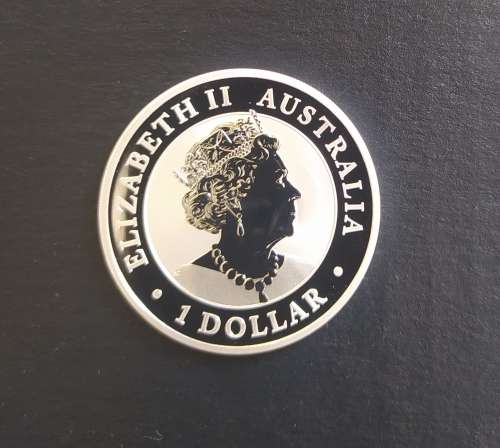 ELIZABETH II AUSTRALIA
• 1 DOLLAR •